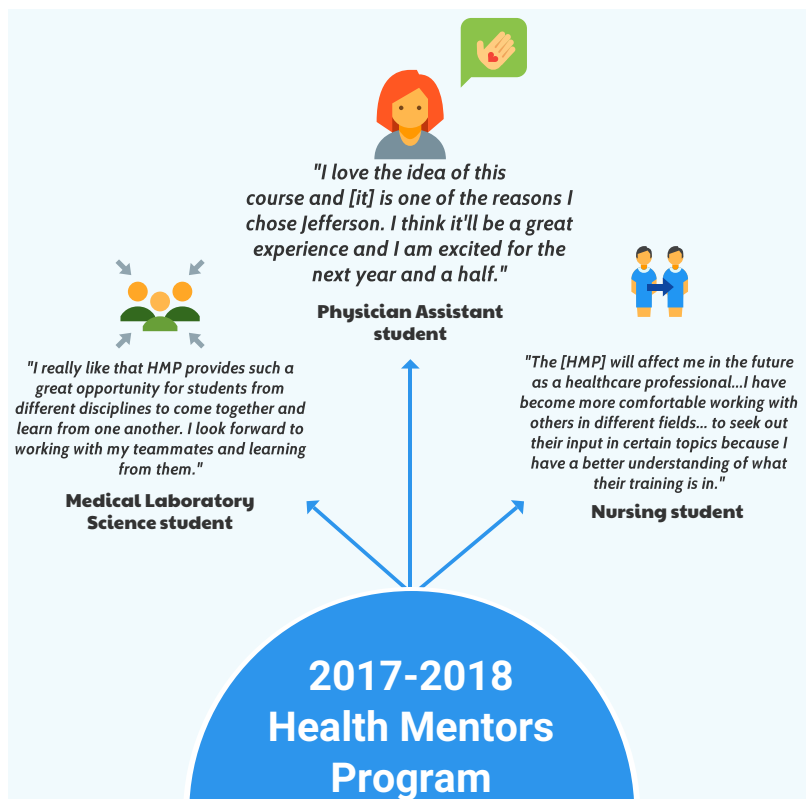 "I love the idea of this
course and [it] is one of the reasons I
chose Jefferson. I think it'll be a great
experience and I am excited for the
next year and a half."
Physician Assistant
student
"I really like that HMP provides such a
great opportunity for students from
different disciplines to come together and
learn from one another. I look forward to
working with my teammates and learning
from them."
Medical Laboratory
Science student
"The [HMP] will affect me in the future
as a healthcare professional...I have
become more comfortable working with
others in different fields... to seek out
their input in certain topics because I
have a better understanding of what
their training is in."
Nursing student
2017-2018
Health Mentors
Program